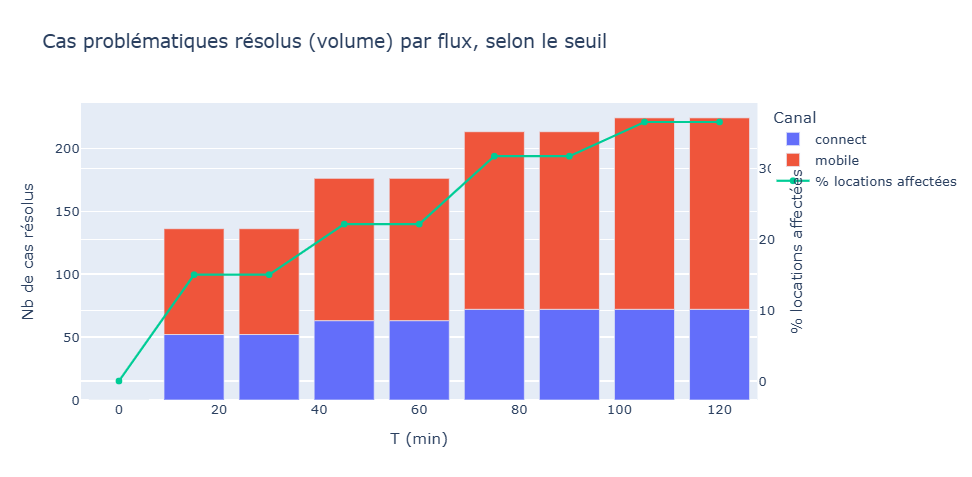 Cas problématiques résolus (volume) par flux, selon le seuil
Canal
connect
mobile
% locations affectées
Nb de cas résolus
200
150
100
50
0
30
20
10
0
% locations affectées
0 20 40 60 80 100 120
T (min)